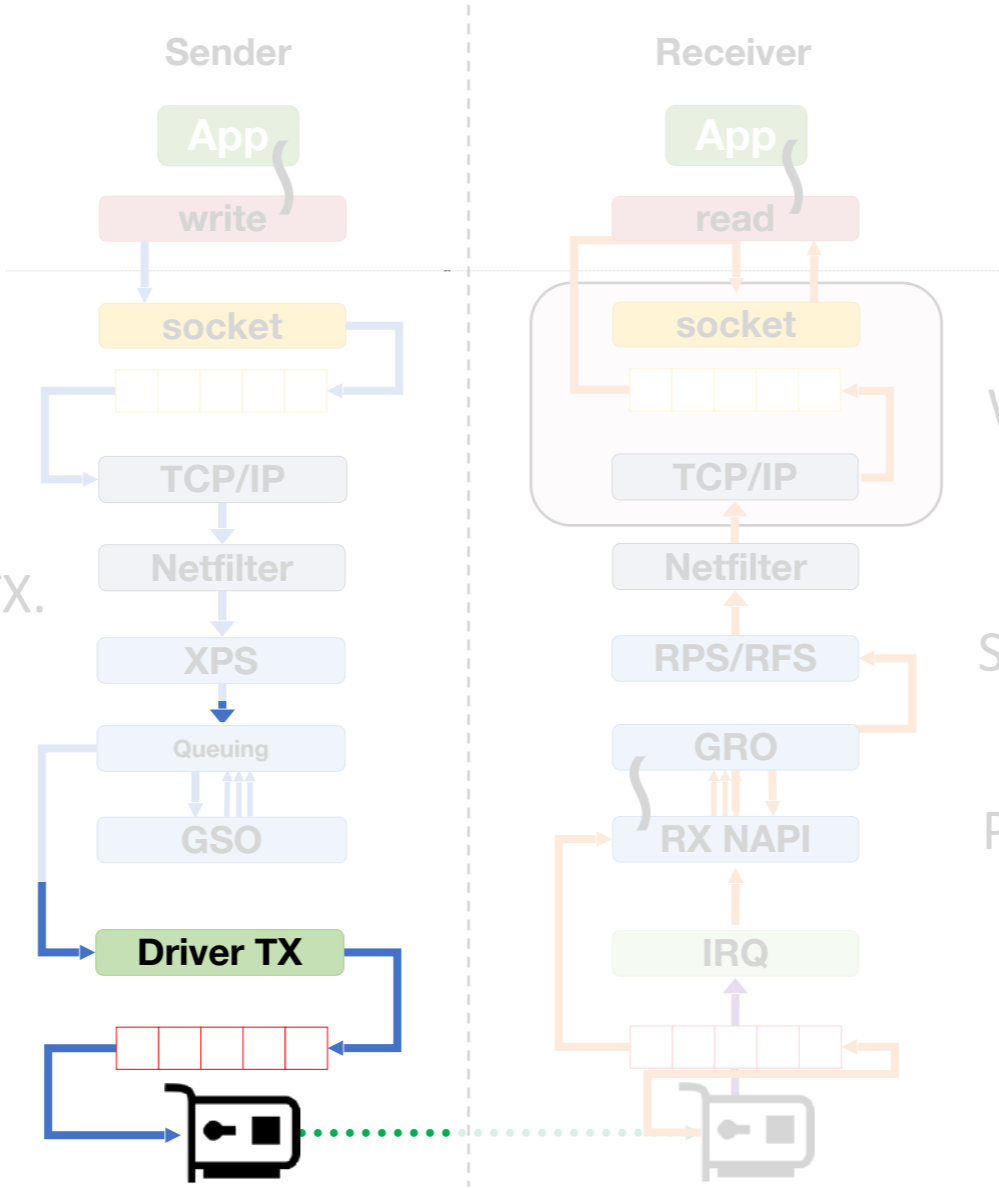 Sender
App
write
socket
TCP/IP
Netfilter
TX.
XPS
Queuing
GSO
Driver TX
Receiver
App
read
socket
TCP/IP
Netfilter
RPS/RFS
GRO
RX NAPI
IRQ